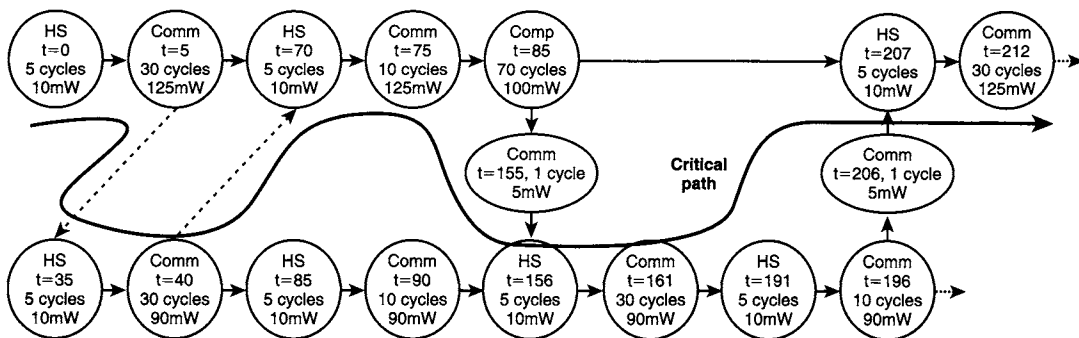 HS
t=0
5 cycles
10mW
Comm
t=5
30 cycles
125mW
HS
t=70
5 cycles
10mW
Comm
t=75
10 cycles
125mW
Comp
t=85
70 cycles
100mW
HS
t=207
5 cycles
10mW
Comm
t=212
30 cycles
125mW
Comm
t=155, 1 cycle
5mW
Critical
path
Comm
t=206, 1 cycle
5mW
HS
t=35
5 cycles
10mW
Comm
t=40
30 cycles
90mW
HS
t=85
5 cycles
10mW
Comm
t=90
10 cycles
90mW
HS
t=156
5 cycles
10mW
Comm
t=161
30 cycles
90mW
HS
t=191
5 cycles
10mW
Comm
t=196
10 cycles
90mW